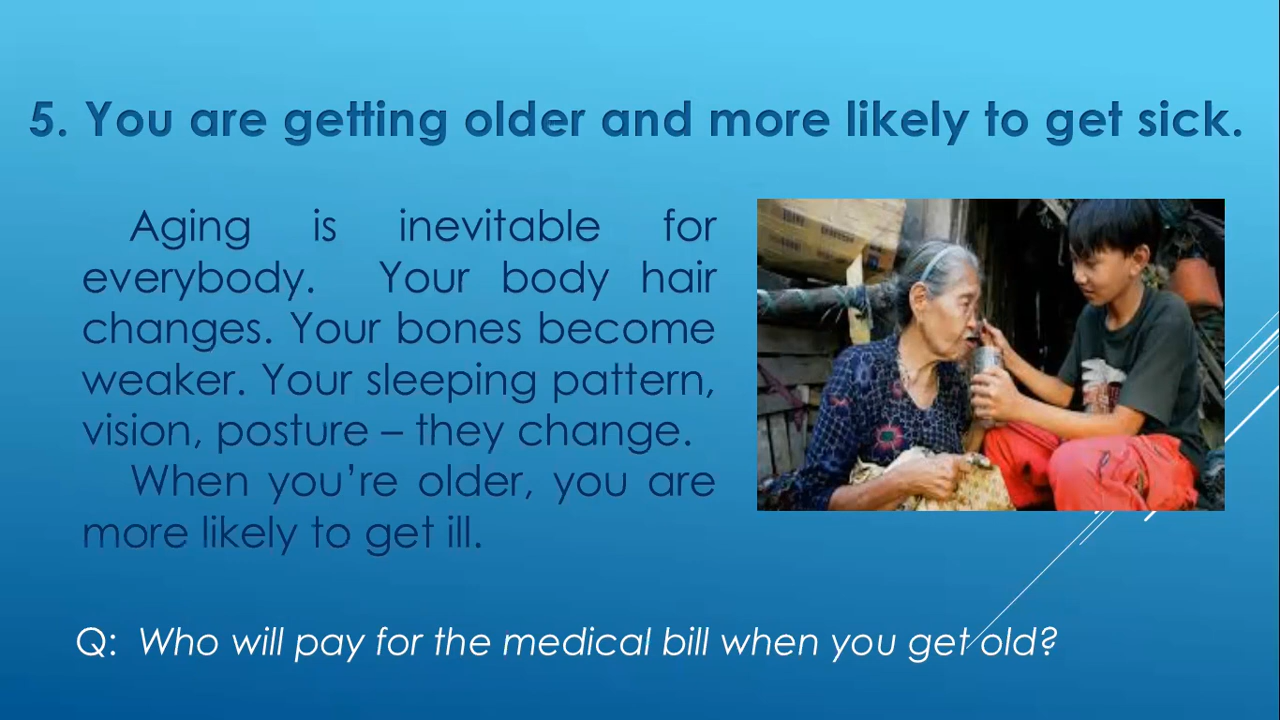 5. You are getting older and more likely to get sick.
Aging is inevitable for
everybody. Your body hair
changes. Your bones become
weaker. Your sleeping pattern,
vision, posture – they change.
When you’re older, you are
more likely to get ill.
Q: Who will pay for the medical bill when you get old?